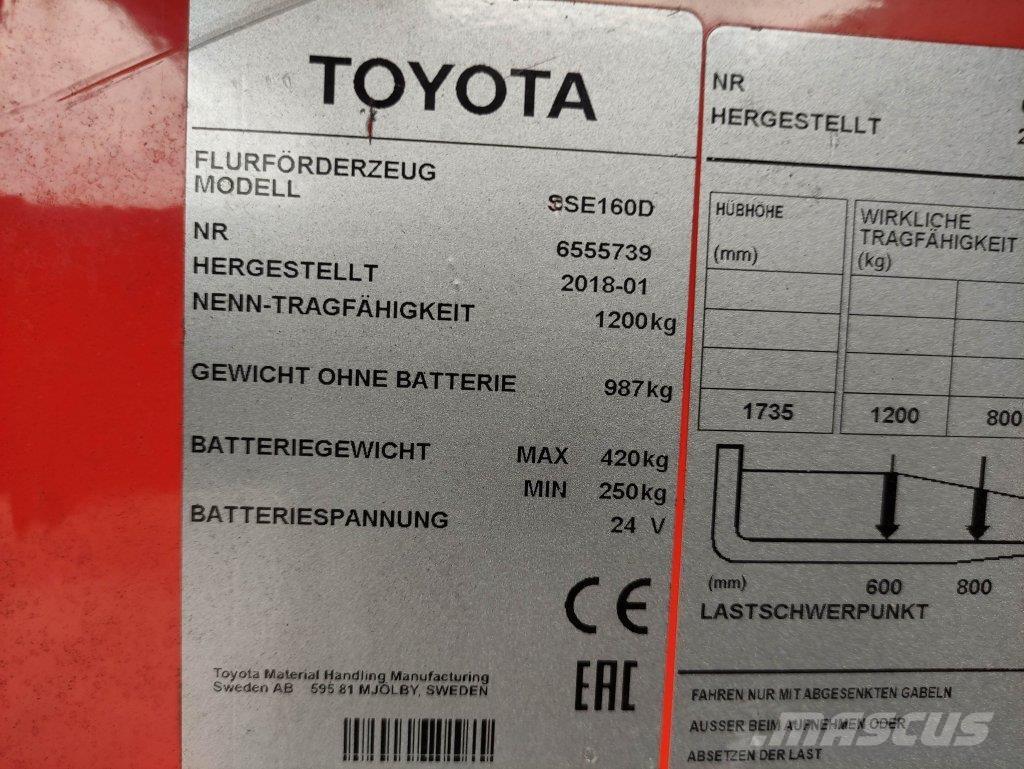 TOYOTA
FLURFÖRDERZEUG
MODELL SSE160D
NR 6555739
HERGESTELLT 2018-01
NENN-TRAGFÄHIGKEIT 1200kg
GEWICHT OHNE BATTERIE 987kg
BATTERIEGEWICHT MAX 420kg
MIN 250kg
BATTERIESPANNUNG 24 V
CE
EAC
Toyota Material Handling Manufacturing
Sweden AB 595 81 MJÖLBY, SWEDEN
NR
HERGESTELLT
HÜBHÖHE
(mm)
WIRKLICHE
TRAGFÄHIGKEIT
(kg)
1735 1200 800
(mm) 600 800
LASTSCHWERPUNKT
FAHREN NUR MIT ABGESENKTEN GABELN
AUSSER BEIM AUFNEHMEN ODER
ABSETZEN DER LAST
MASCUS